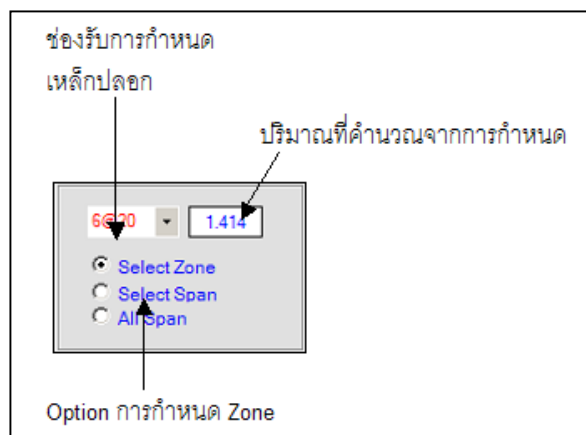 ช่องรับการกำหนด
เหล็กปลอก
ปริมาณที่คำนวณจากการกำหนด
6@20 1.414
Select Zone
Select Span
All Span
Option การกำหนด Zone